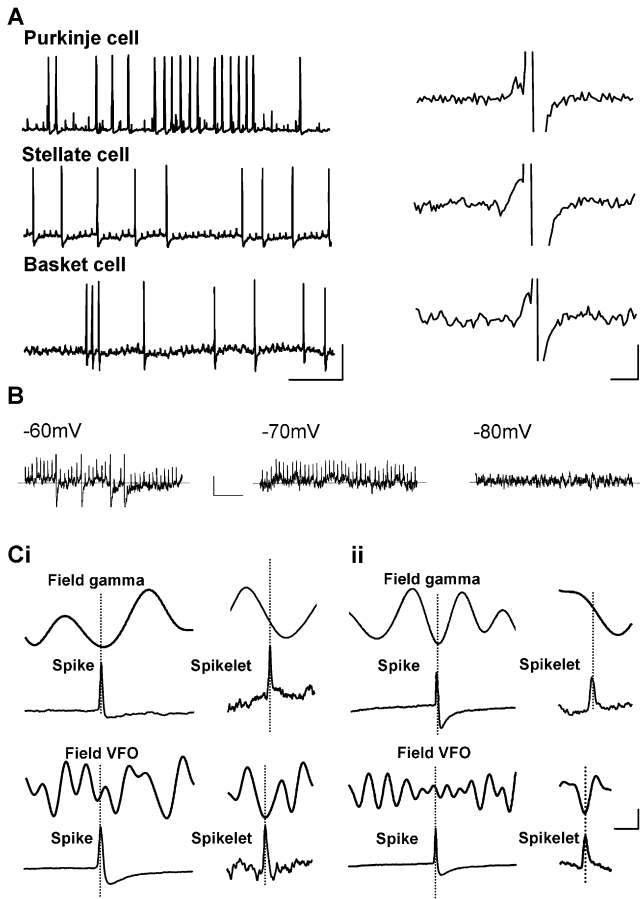 A
Purkinje cell
Stellate cell
Basket cell
B
-60mV
-70mV
-80mV
Ci
ii
Field gamma
Field gamma
Spike
Spikelet
Spike
Spikelet
Field VFO
Field VFO
Spike
Spikelet
Spike
Spikelet